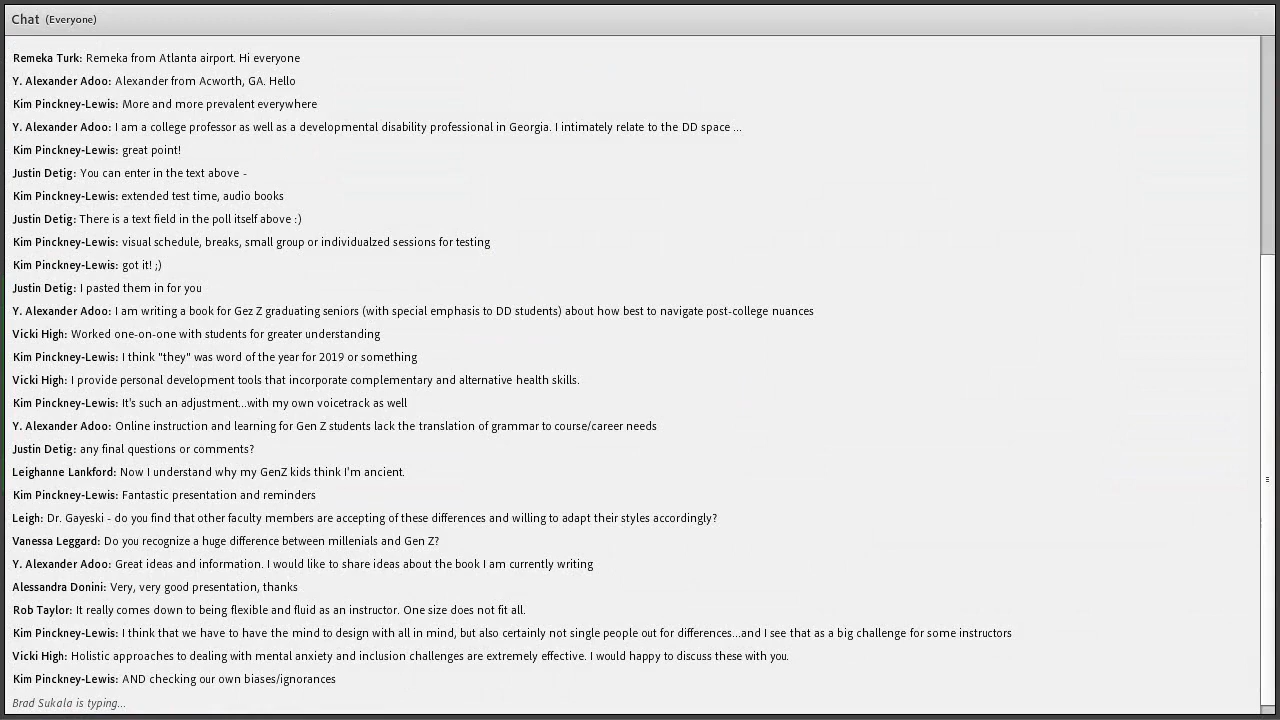 Chat (Everyone)
Remeka Turk: Remeka from Atlanta airport. Hi everyone
Y. Alexander Adoo: Alexander from Acworth, GA. Hello
Kim Pinckney-Lewis: More and more prevalent everywhere
Y. Alexander Adoo: I am a college professor as well as a developmental disability professional in Georgia. I intimately relate to the DD space ...
Kim Pinckney-Lewis: great point!
Justin Detig: You can enter in the text above -
Kim Pinckney-Lewis: extended test time, audio books
Justin Detig: There is a text field in the poll itself above :)
Kim Pinckney-Lewis: visual schedule, breaks, small group or individualzed sessions for testing
Kim Pinckney-Lewis: got it! ;)
Justin Detig: I pasted them in for you
Y. Alexander Adoo: I am writing a book for Gez Z graduating seniors (with special emphasis to DD students) about how best to navigate post-college nuances
Vicki High: Worked one-on-one with students for greater understanding
Kim Pinckney-Lewis: I think "they" was word of the year for 2019 or something
Vicki High: I provide personal development tools that incorporate complementary and alternative health skills.
Kim Pinckney-Lewis: It's such an adjustment...with my own voicetrack as well
Y. Alexander Adoo: Online instruction and learning for Gen Z students lack the translation of grammar to course/career needs
Justin Detig: any final questions or comments?
Leighanne Lankford: Now I understand why my GenZ kids think I'm ancient.
Kim Pinckney-Lewis: Fantastic presentation and reminders
Leigh: Dr. Gayeski - do you find that other faculty members are accepting of these differences and willing to adapt their styles accordingly?
Vanessa Leggard: Do you recognize a huge difference between millenials and Gen Z?
Y. Alexander Adoo: Great ideas and information. I would like to share ideas about the book I am currently writing
Alessandra Donini: Very, very good presentation, thanks
Rob Taylor: It really comes down to being flexible and fluid as an instructor. One size does not fit all.
Kim Pinckney-Lewis: I think that we have to have the mind to design with all in mind, but also certainly not single people out for differences...and I see that as a big challenge for some instructors
Vicki High: Holistic approaches to dealing with mental anxiety and inclusion challenges are extremely effective. I would happy to discuss these with you.
Kim Pinckney-Lewis: AND checking our own biases/ignorances
Brad Sukala is typing...